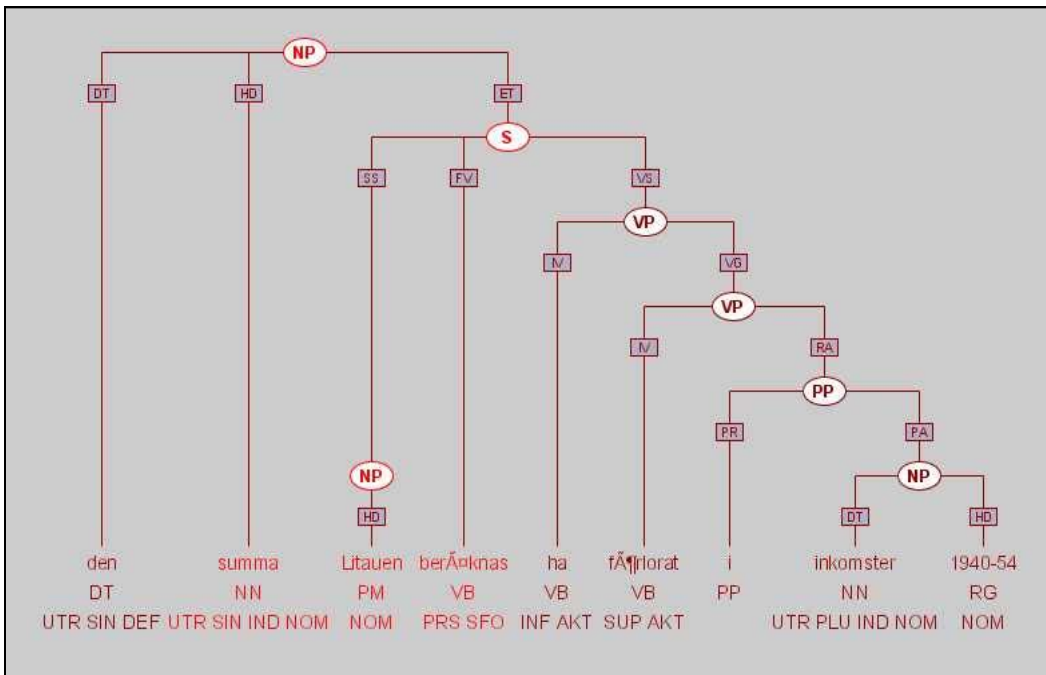 NP
DT HD ET
S
SS FV VS
VP
IV VG
VP
IV RA
PP
PR PA
NP NP
HD DT HD
den summa Litauen berÃ¤knas ha fÃ¶rlorat i inkomster 1940-54
DT NN PM VB VB VB PP NN RG
UTR SIN DEF UTR SIN IND NOM NOM PRS SFO INF AKT SUP AKT UTR PLU IND NOM NOM